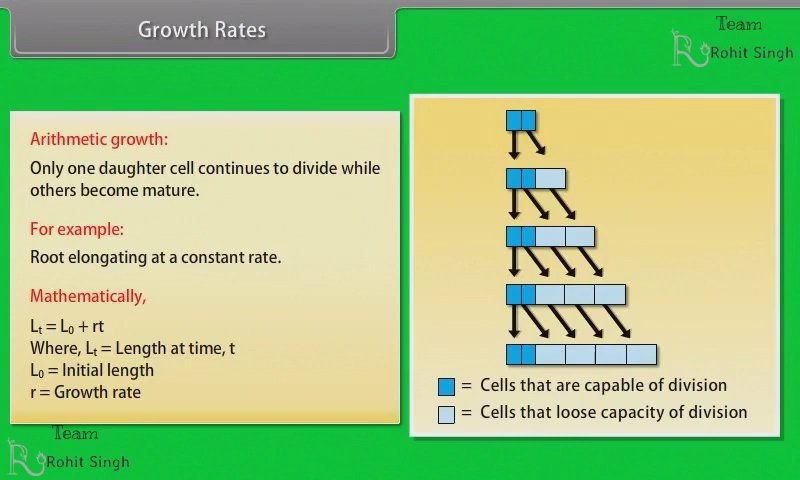 Growth Rates
Team
Rohit Singh
Arithmetic growth:
Only one daughter cell continues to divide while
others become mature.
For example:
Root elongating at a constant rate.
Mathematically,
Lₜ = L₀ + rt
Where, Lₜ = Length at time, t
L₀ = Initial length
r = Growth rate
= Cells that are capable of division
= Cells that loose capacity of division
Team
Rohit Singh